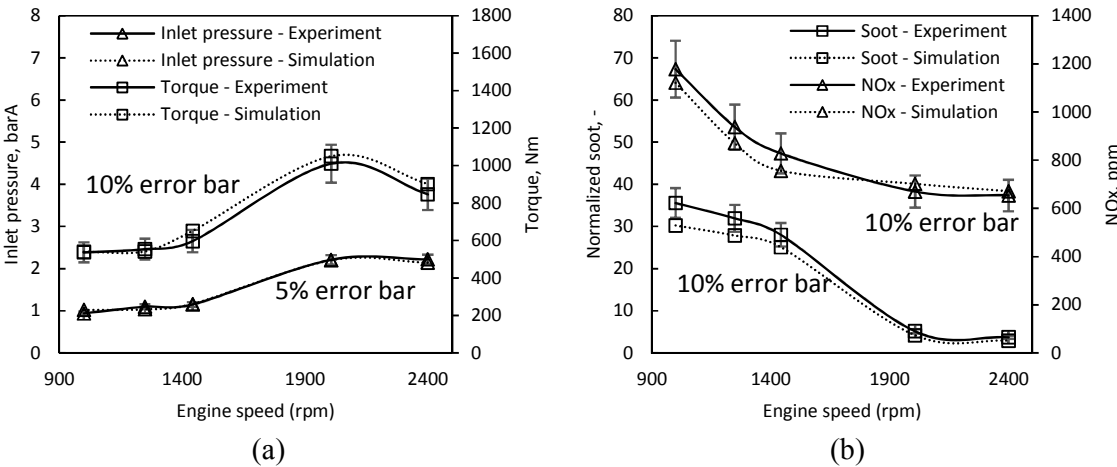 8
7
6
5
4
3
2
1
0
Inlet pressure, barA
Inlet pressure - Experiment
Inlet pressure - Simulation
Torque - Experiment
Torque - Simulation
10% error bar
5% error bar
1800
1600
1400
1200
1000
800
600
400
200
0
Torque, Nm
900 1400 1900 2400
Engine speed (rpm)
(a)
80
70
60
50
40
30
20
10
0
Normalized soot, -
Soot - Experiment
Soot - Simulation
NOx - Experiment
NOx - Simulation
10% error bar
10% error bar
1400
1200
1000
800
600
400
200
0
NOx, ppm
900 1400 1900 2400
Engine speed (rpm)
(b)